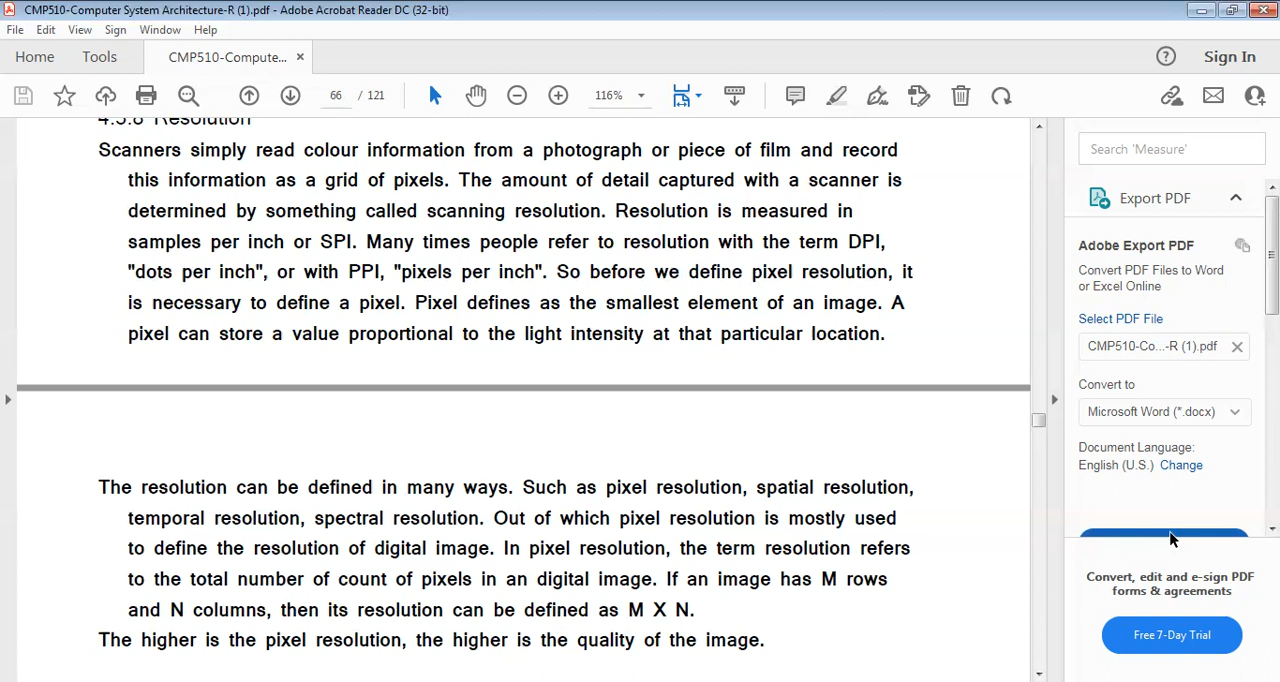 CMP510-Computer System Architecture-R (1).pdf - Adobe Acrobat Reader DC (32-bit)
File Edit View Sign Window Help
Home Tools CMP510-Compute... × Sign In
66 / 121 116%
4.5.8 Resolution
Scanners simply read colour information from a photograph or piece of film and record
this information as a grid of pixels. The amount of detail captured with a scanner is
determined by something called scanning resolution. Resolution is measured in
samples per inch or SPI. Many times people refer to resolution with the term DPI,
"dots per inch", or with PPI, "pixels per inch". So before we define pixel resolution, it
is necessary to define a pixel. Pixel defines as the smallest element of an image. A
pixel can store a value proportional to the light intensity at that particular location.
The resolution can be defined in many ways. Such as pixel resolution, spatial resolution,
temporal resolution, spectral resolution. Out of which pixel resolution is mostly used
to define the resolution of digital image. In pixel resolution, the term resolution refers
to the total number of count of pixels in an digital image. If an image has M rows
and N columns, then its resolution can be defined as M X N.
The higher is the pixel resolution, the higher is the quality of the image.
Search 'Measure'
Export PDF
Adobe Export PDF
Convert PDF Files to Word
or Excel Online
Select PDF File
CMP510-Co...-R (1).pdf
Convert to
Microsoft Word (*.docx)
Document Language:
English (U.S.) Change
Convert, edit and e-sign PDF
forms & agreements
Free 7-Day Trial